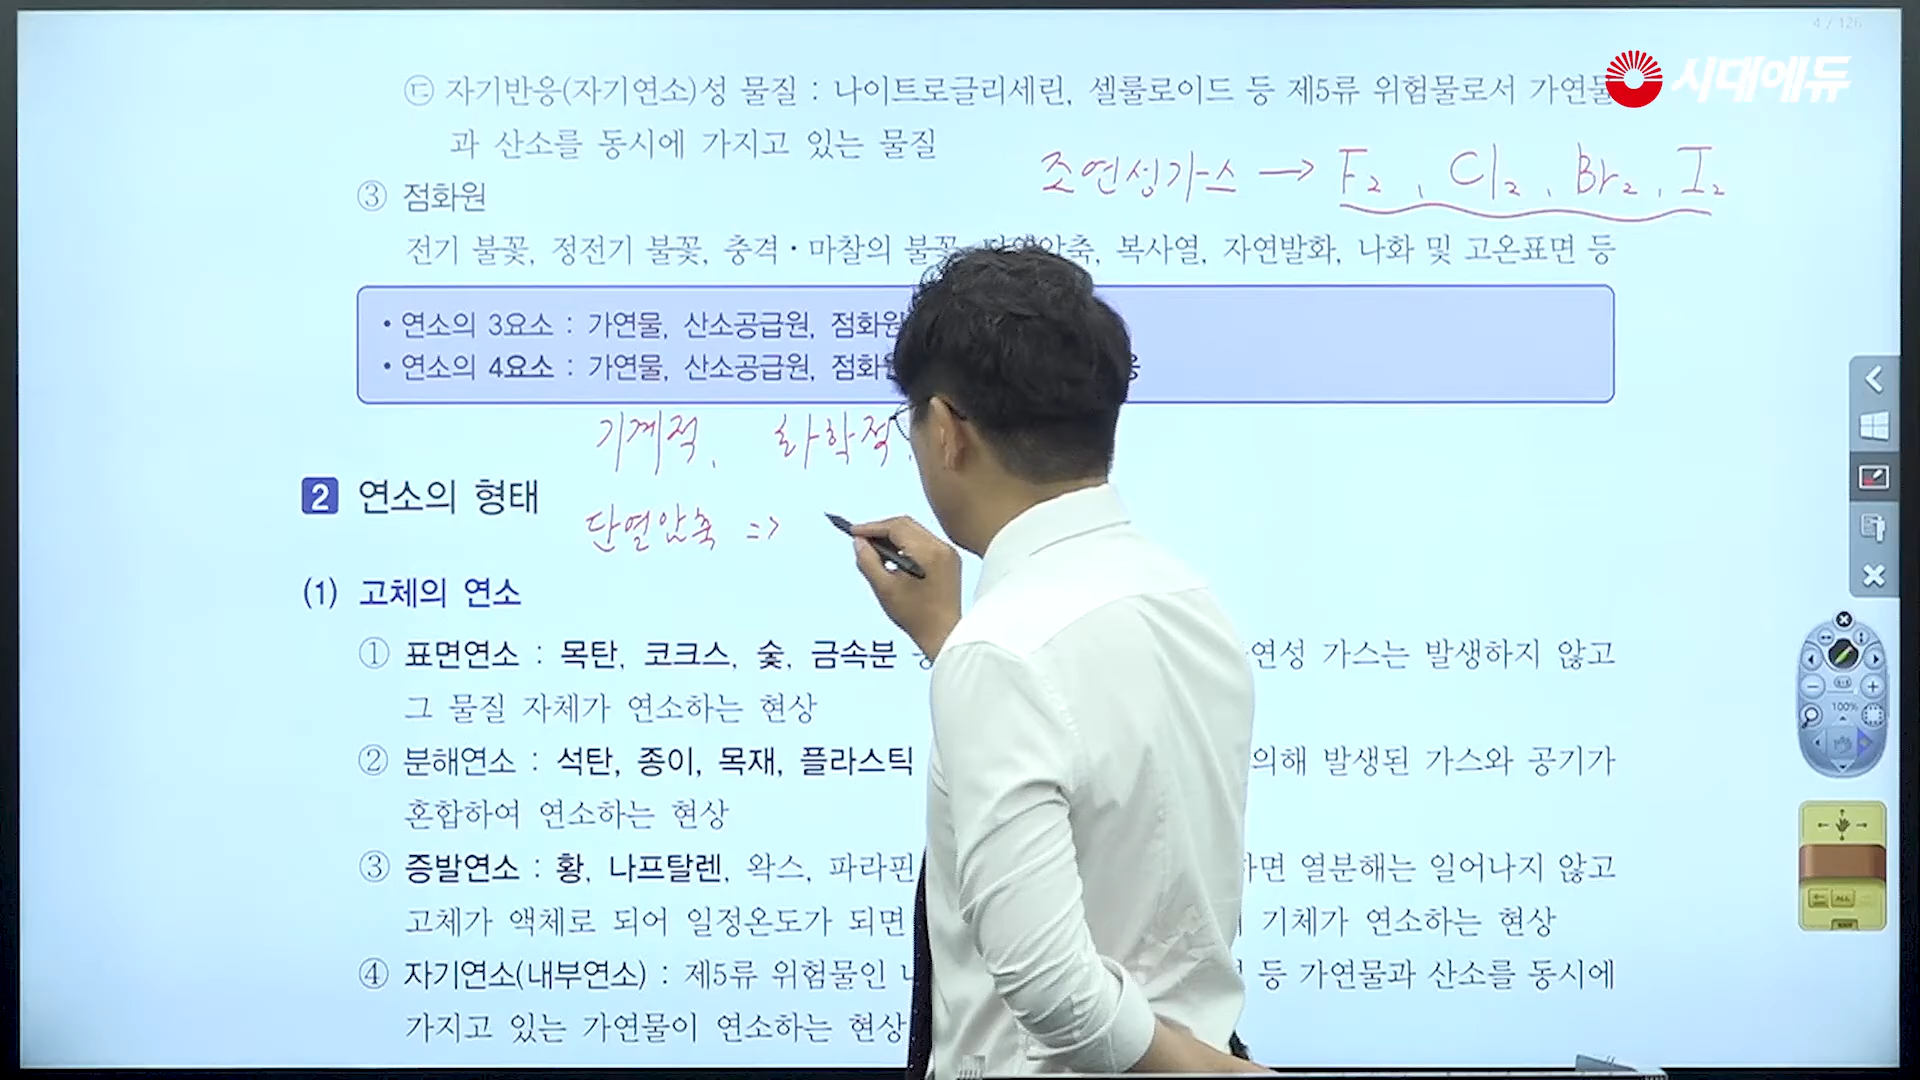 4 / 126
시대에듀
㉢ 자기반응(자기연소)성 물질 : 나이트로글리세린, 셀룰로이드 등 제5류 위험물로서 가연물
과 산소를 동시에 가지고 있는 물질
조연성가스 → F₂, Cl₂, Br₂, I₂
③ 점화원
전기 불꽃, 정전기 불꽃, 충격·마찰의 불꽃, 단열압축, 복사열, 자연발화, 나화 및 고온표면 등
• 연소의 3요소 : 가연물, 산소공급원, 점화원
• 연소의 4요소 : 가연물, 산소공급원, 점화원
기계적, 화학적,
2 연소의 형태
단열압축 =>
(1) 고체의 연소
① 표면연소 : 목탄, 코크스, 숯, 금속분 가연성 가스는 발생하지 않고
그 물질 자체가 연소하는 현상
② 분해연소 : 석탄, 종이, 목재, 플라스틱 의해 발생된 가스와 공기가
혼합하여 연소하는 현상
③ 증발연소 : 황, 나프탈렌, 왁스, 파라핀 하면 열분해는 일어나지 않고
고체가 액체로 되어 일정온도가 되면 기체가 연소하는 현상
④ 자기연소(내부연소) : 제5류 위험물인 등 가연물과 산소를 동시에
가지고 있는 가연물이 연소하는 현상
100%
ALL